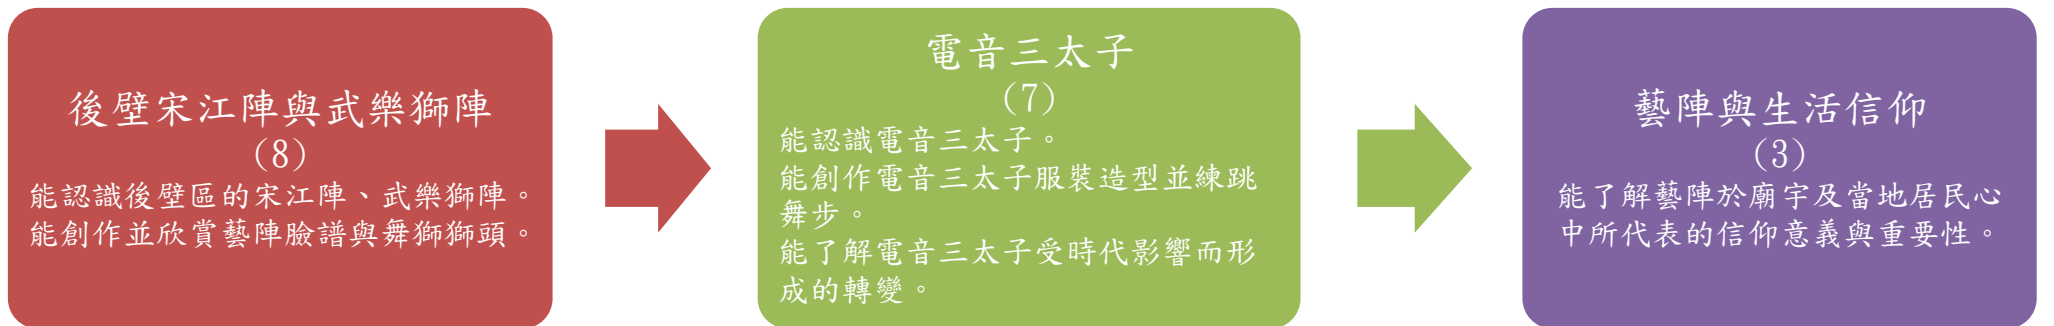 後壁宋江陣與武樂獅陣
(8)
能認識後壁區的宋江陣、武樂獅陣。
能創作並欣賞藝陣臉譜與舞獅獅頭。
電音三太子
(7)
能認識電音三太子。
能創作電音三太子服裝造型並練跳
舞步。
能了解電音三太子受時代影響而形
成的轉變。
藝陣與生活信仰
(3)
能了解藝陣於廟宇及當地居民心
中所代表的信仰意義與重要性。